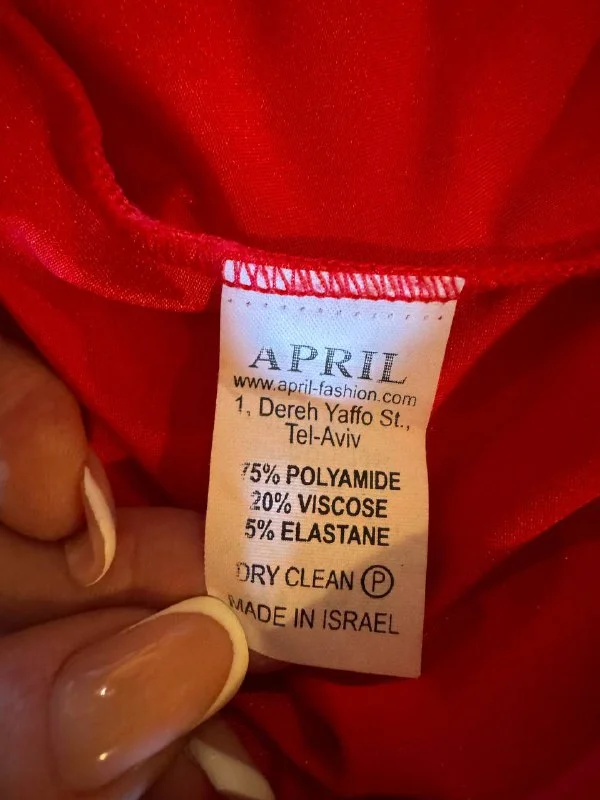 APRIL
www.april-fashion.com
1, Dereh Yaffo St.,
Tel-Aviv
75% POLYAMIDE
20% VISCOSE
5% ELASTANE
DRY CLEAN Ⓟ
MADE IN ISRAEL